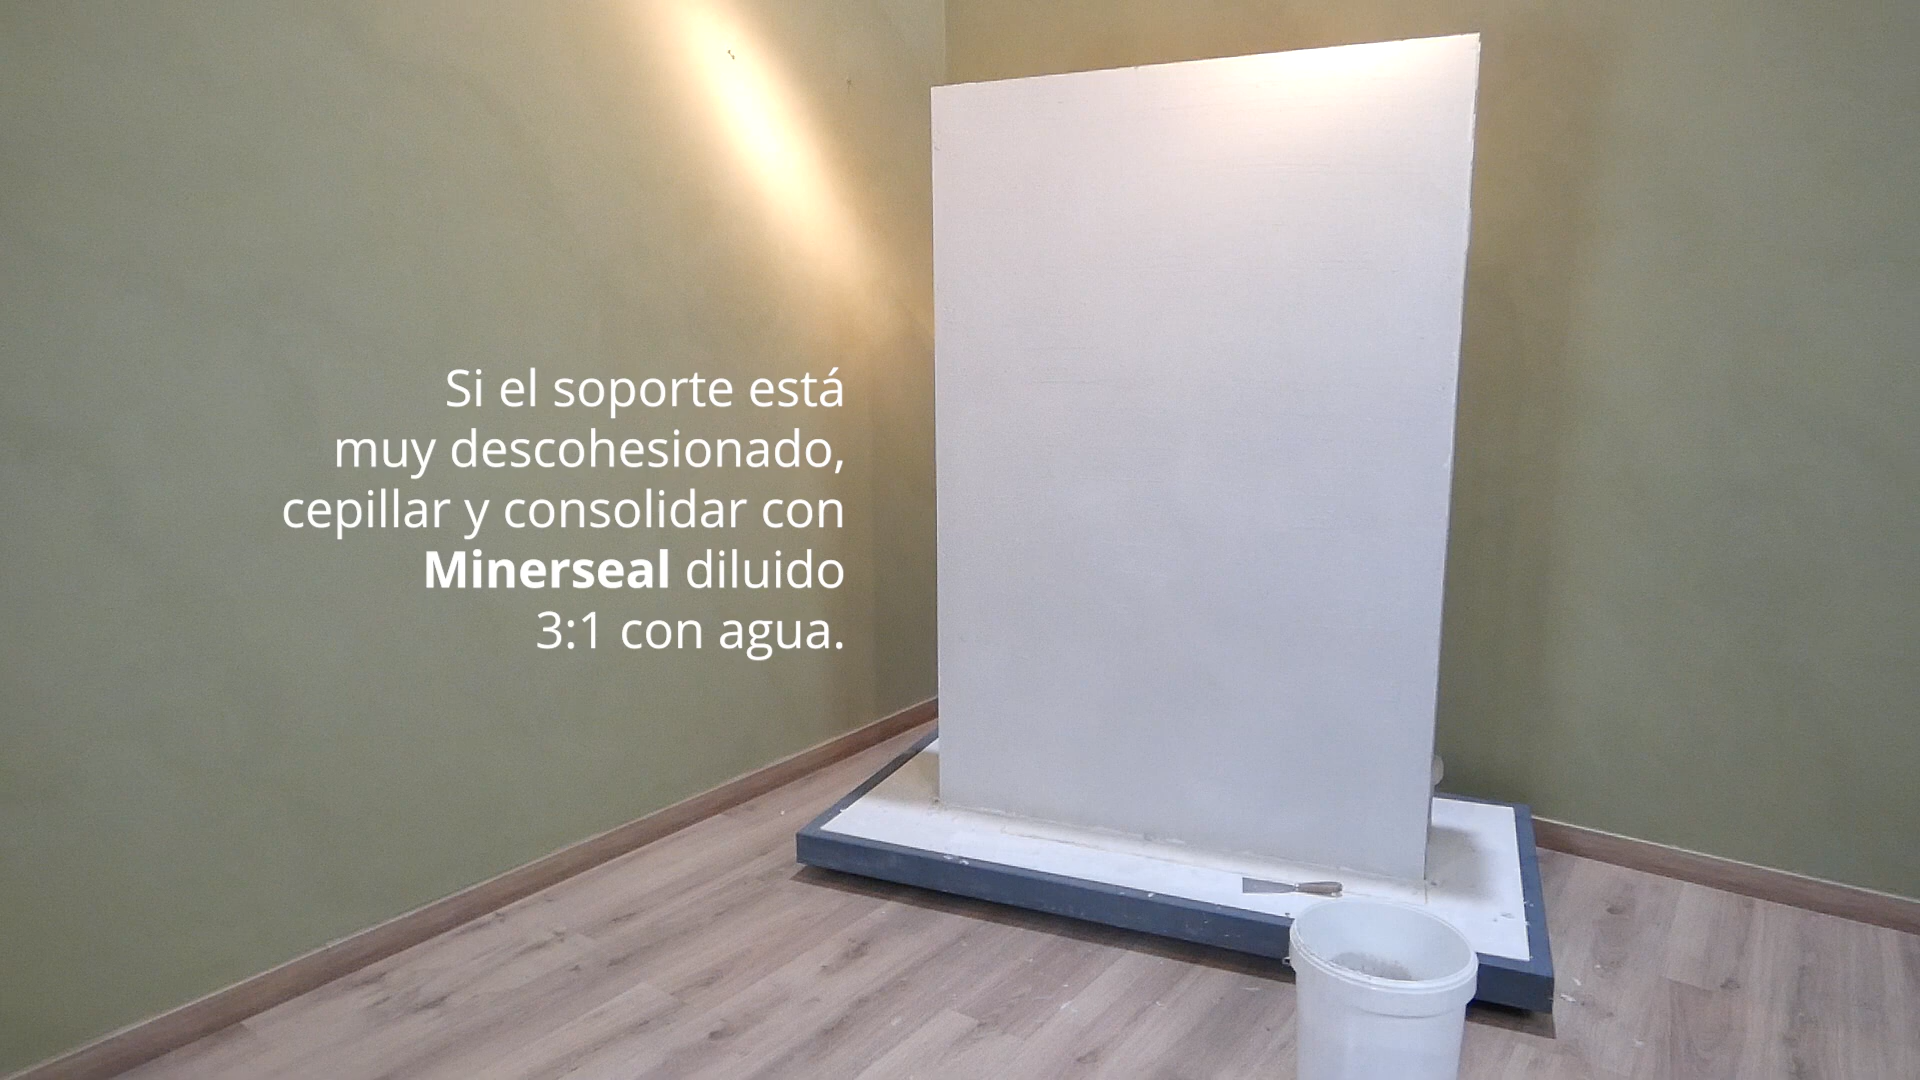 Si el soporte está
muy descohesionado,
cepillar y consolidar con
Minerseal diluido
3:1 con agua.